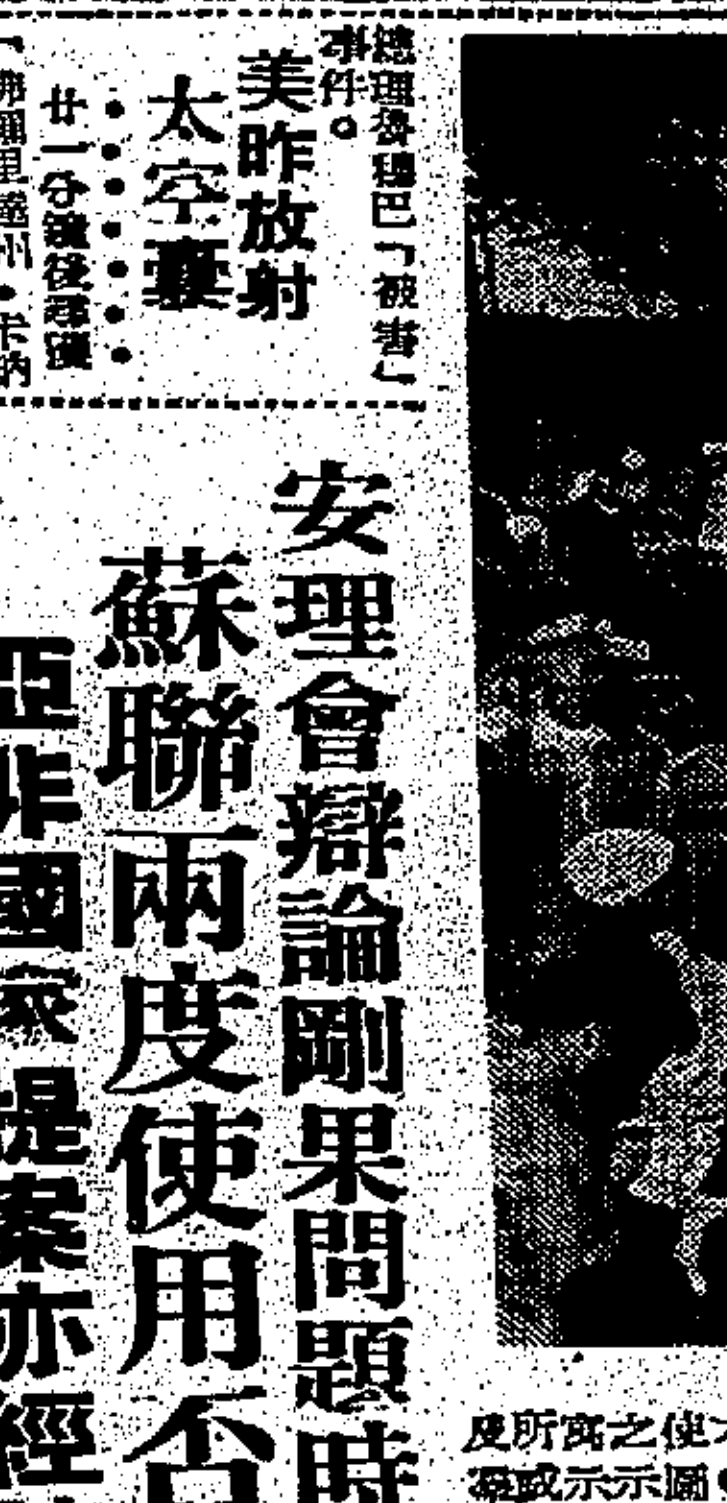 總理魯穆巴「被害」
事件。
美昨放射
太空囊
廿一分鐘後尋獲
安理會辯論剛果問題時
蘇聯兩度使用否
亞非國家提案亦經